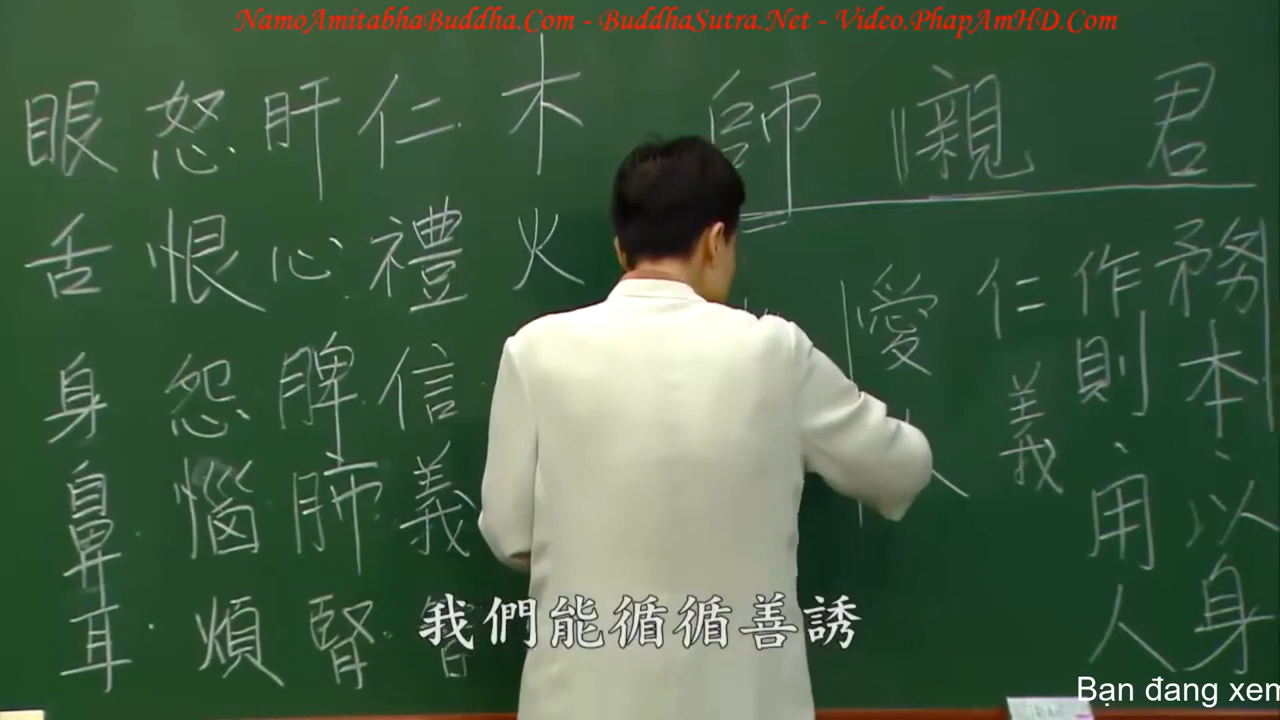 NamoAmitabhaBuddha.Com - BuddhaSutra.Net - Video.PhapAmHD.Com
君 親 師
務本、以身
作則、用人
仁義
愛人
木 仁 肝 怒 眼
火 禮 心 恨 舌
信 脾 怨 身
義 肺 惱 鼻
智 腎 煩 耳
我們能循循善誘
Bạn đang xem